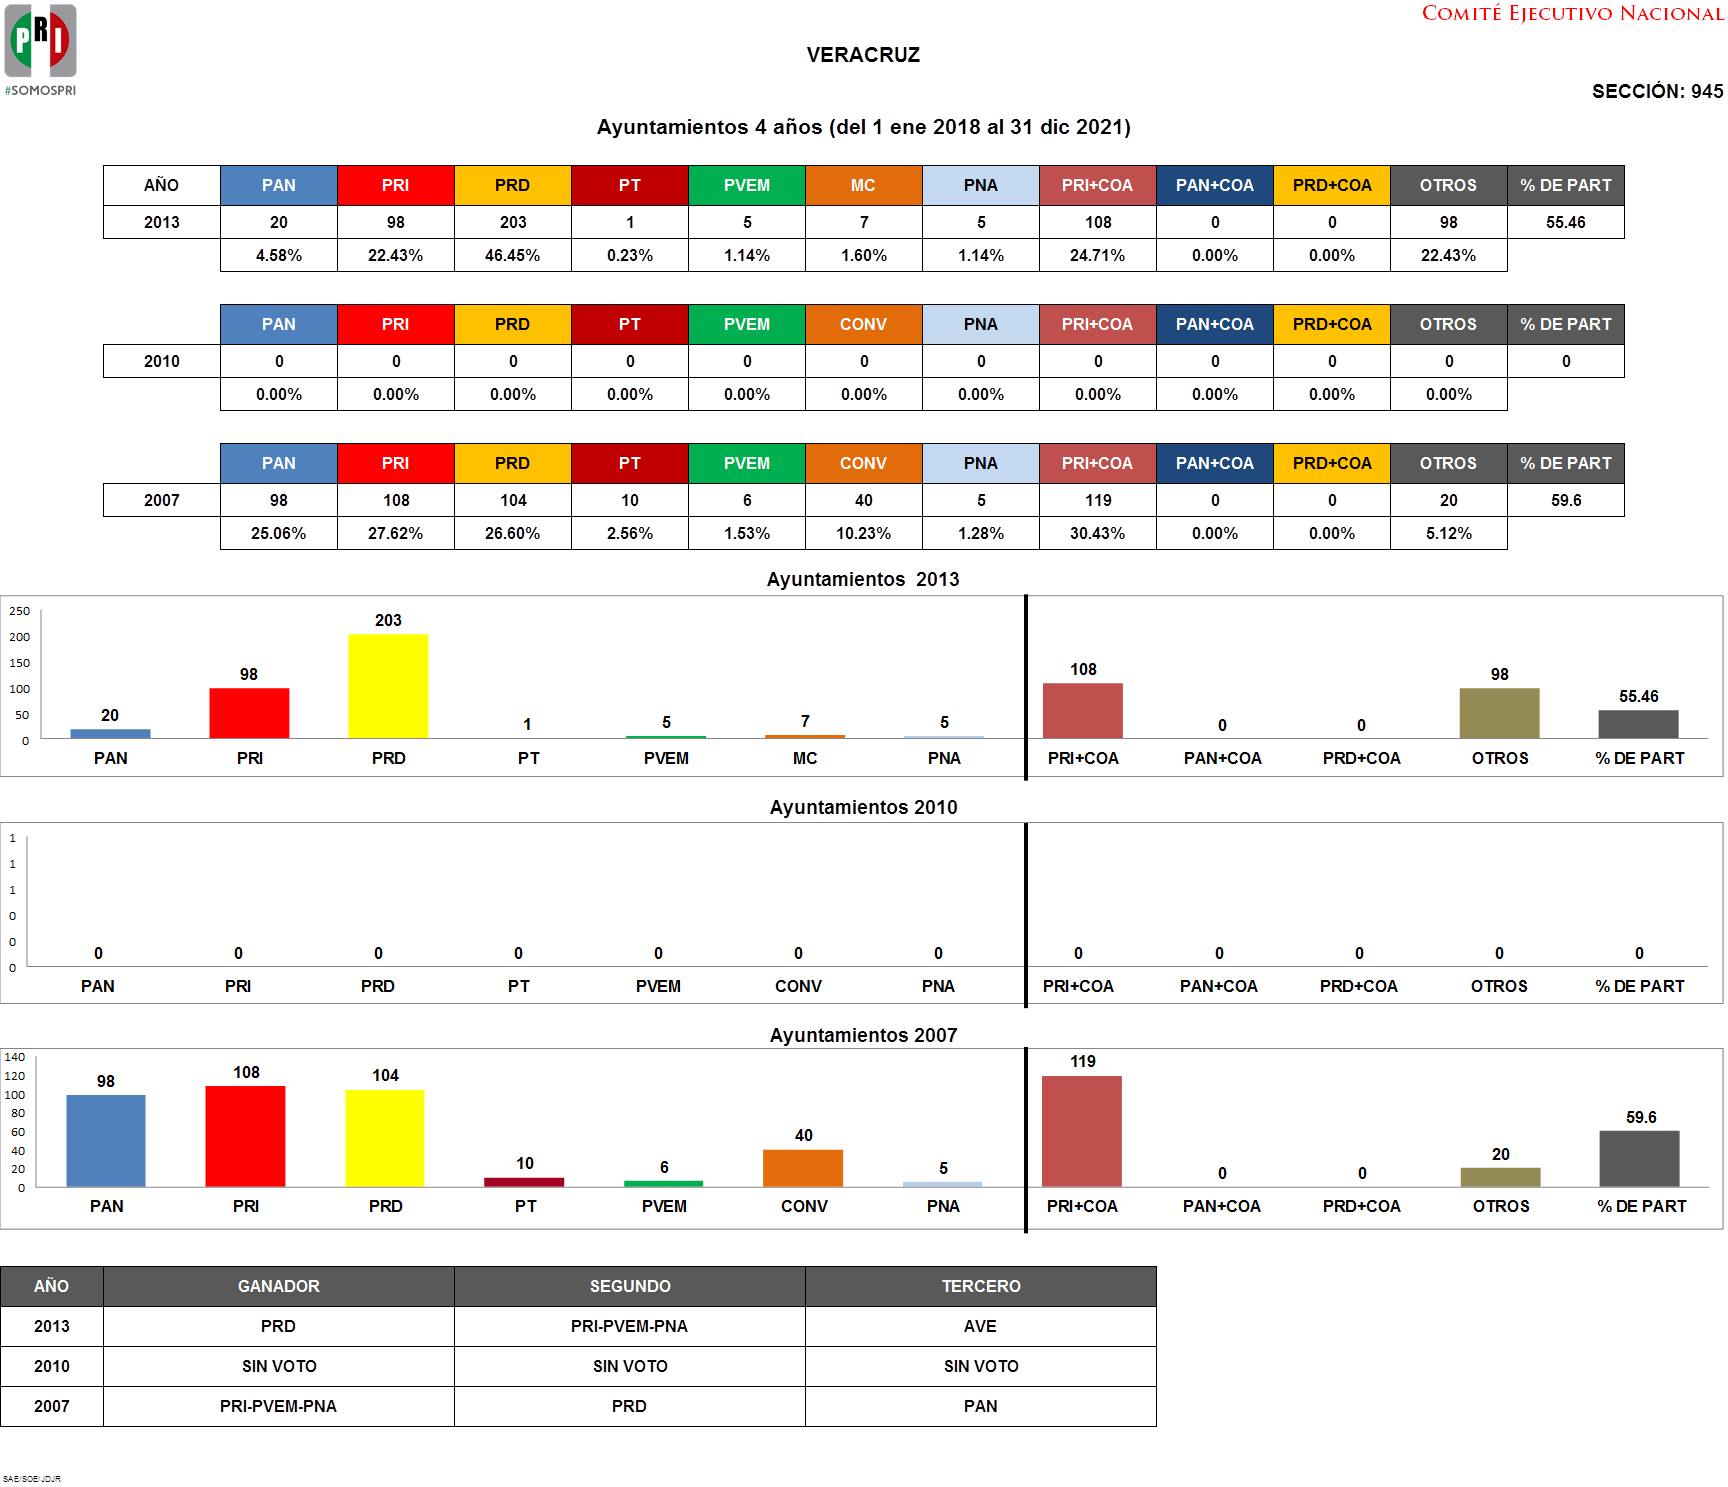 PRI
#SOMOSPRI
COMITÉ EJECUTIVO NACIONAL
VERACRUZ
SECCIÓN: 945
Ayuntamientos 4 años (del 1 ene 2018 al 31 dic 2021)
AÑO PAN PRI PRD PT PVEM MC PNA PRI+COA PAN+COA PRD+COA OTROS % DE PART
2013 20 98 203 1 5 7 5 108 0 0 98 55.46
4.58% 22.43% 46.45% 0.23% 1.14% 1.60% 1.14% 24.71% 0.00% 0.00% 22.43%
PAN PRI PRD PT PVEM CONV PNA PRI+COA PAN+COA PRD+COA OTROS % DE PART
2010 0 0 0 0 0 0 0 0 0 0 0 0
0.00% 0.00% 0.00% 0.00% 0.00% 0.00% 0.00% 0.00% 0.00% 0.00% 0.00%
PAN PRI PRD PT PVEM CONV PNA PRI+COA PAN+COA PRD+COA OTROS % DE PART
2007 98 108 104 10 6 40 5 119 0 0 20 59.6
25.06% 27.62% 26.60% 2.56% 1.53% 10.23% 1.28% 30.43% 0.00% 0.00% 5.12%
Ayuntamientos 2013
250
200
150
100
50
0
20 98 203 1 5 7 5 108 0 0 98 55.46
PAN PRI PRD PT PVEM MC PNA PRI+COA PAN+COA PRD+COA OTROS % DE PART
Ayuntamientos 2010
1
1
1
0
0
0
0 0 0 0 0 0 0 0 0 0 0 0
PAN PRI PRD PT PVEM CONV PNA PRI+COA PAN+COA PRD+COA OTROS % DE PART
Ayuntamientos 2007
140
120
100
80
60
40
20
0
98 108 104 10 6 40 5 119 0 0 20 59.6
PAN PRI PRD PT PVEM CONV PNA PRI+COA PAN+COA PRD+COA OTROS % DE PART
AÑO GANADOR SEGUNDO TERCERO
2013 PRD PRI-PVEM-PNA AVE
2010 SIN VOTO SIN VOTO SIN VOTO
2007 PRI-PVEM-PNA PRD PAN
SAE/SOE/JDJR